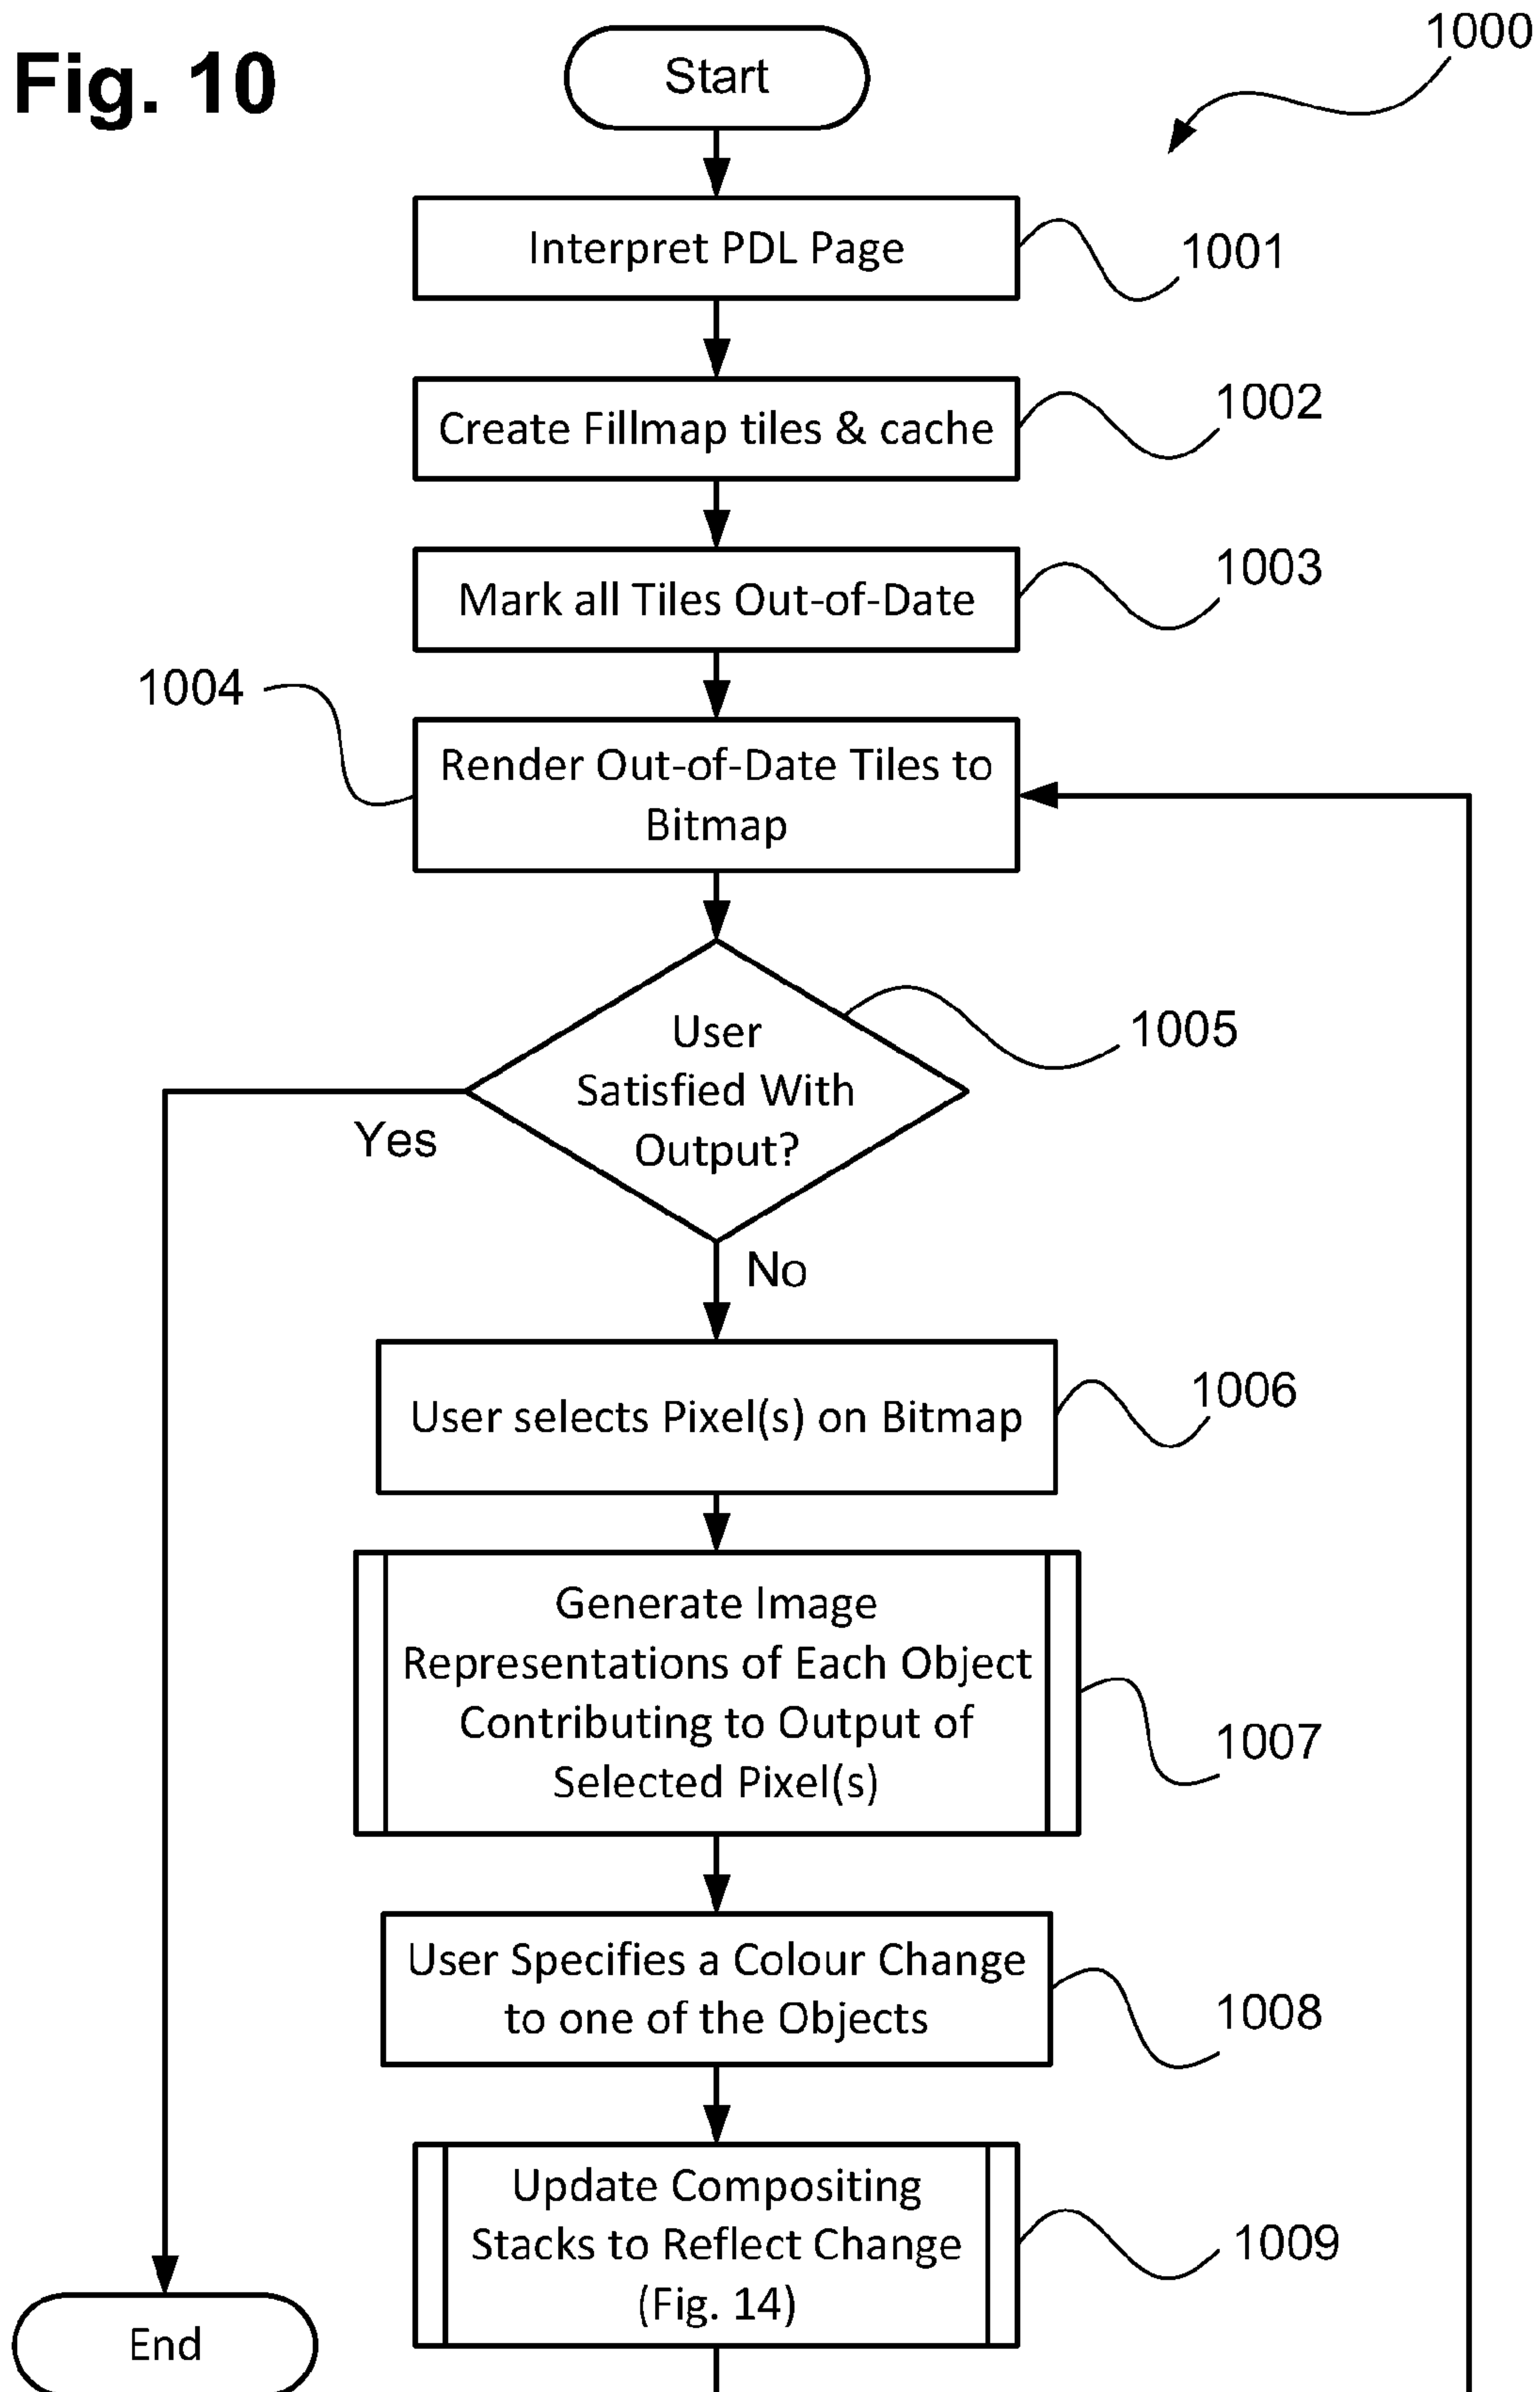 Fig. 10
1000
Start
Interpret PDL Page
1001
Create Fillmap tiles & cache
1002
Mark all Tiles Out-of-Date
1003
1004
Render Out-of-Date Tiles to
Bitmap
User
Satisfied With
Output?
1005
Yes
No
User selects Pixel(s) on Bitmap
1006
Generate Image
Representations of Each Object
Contributing to Output of
Selected Pixel(s)
1007
User Specifies a Colour Change
to one of the Objects
1008
Update Compositing
Stacks to Reflect Change
(Fig. 14)
1009
End